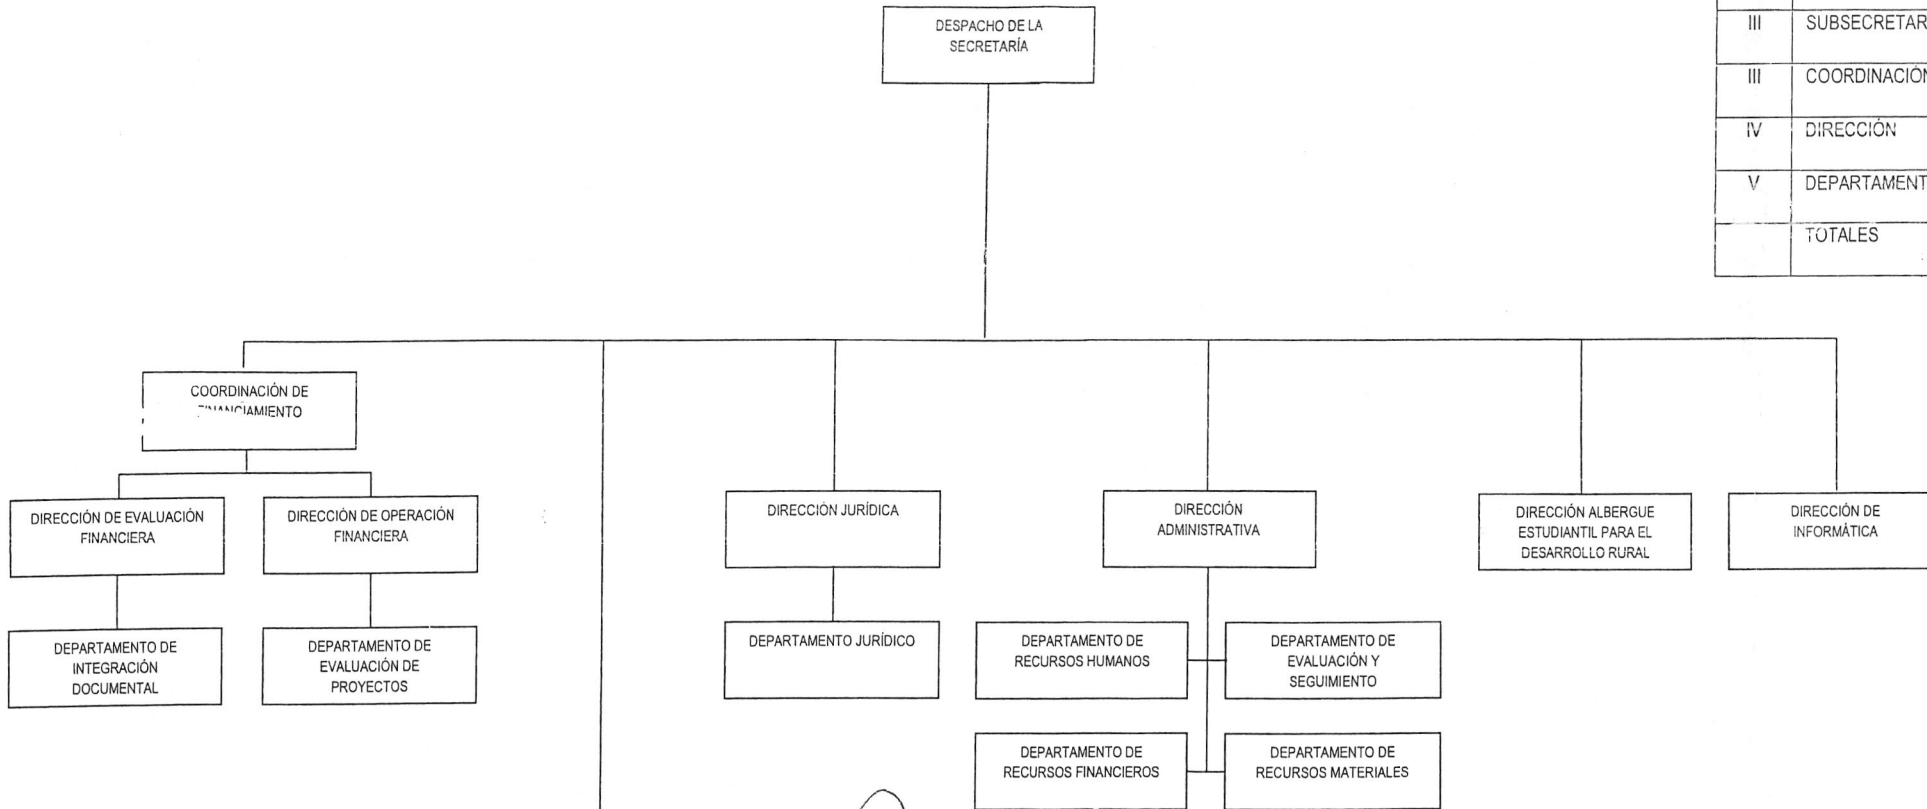 DESPACHO DE LA
SECRETARÍA
III SUBSECRETAR
III COORDINACIÓN
IV DIRECCIÓN
V DEPARTAMENT
TOTALES
COORDINACIÓN DE
FINANCIAMIENTO
DIRECCIÓN DE EVALUACIÓN
FINANCIERA
DIRECCIÓN DE OPERACIÓN
FINANCIERA
DIRECCIÓN JURÍDICA
DIRECCIÓN
ADMINISTRATIVA
DIRECCIÓN ALBERGUE
ESTUDIANTIL PARA EL
DESARROLLO RURAL
DIRECCIÓN DE
INFORMÁTICA
DEPARTAMENTO DE
INTEGRACIÓN
DOCUMENTAL
DEPARTAMENTO DE
EVALUACIÓN DE
PROYECTOS
DEPARTAMENTO JURÍDICO
DEPARTAMENTO DE
RECURSOS HUMANOS
DEPARTAMENTO DE
EVALUACIÓN Y
SEGUIMIENTO
DEPARTAMENTO DE
RECURSOS FINANCIEROS
DEPARTAMENTO DE
RECURSOS MATERIALES